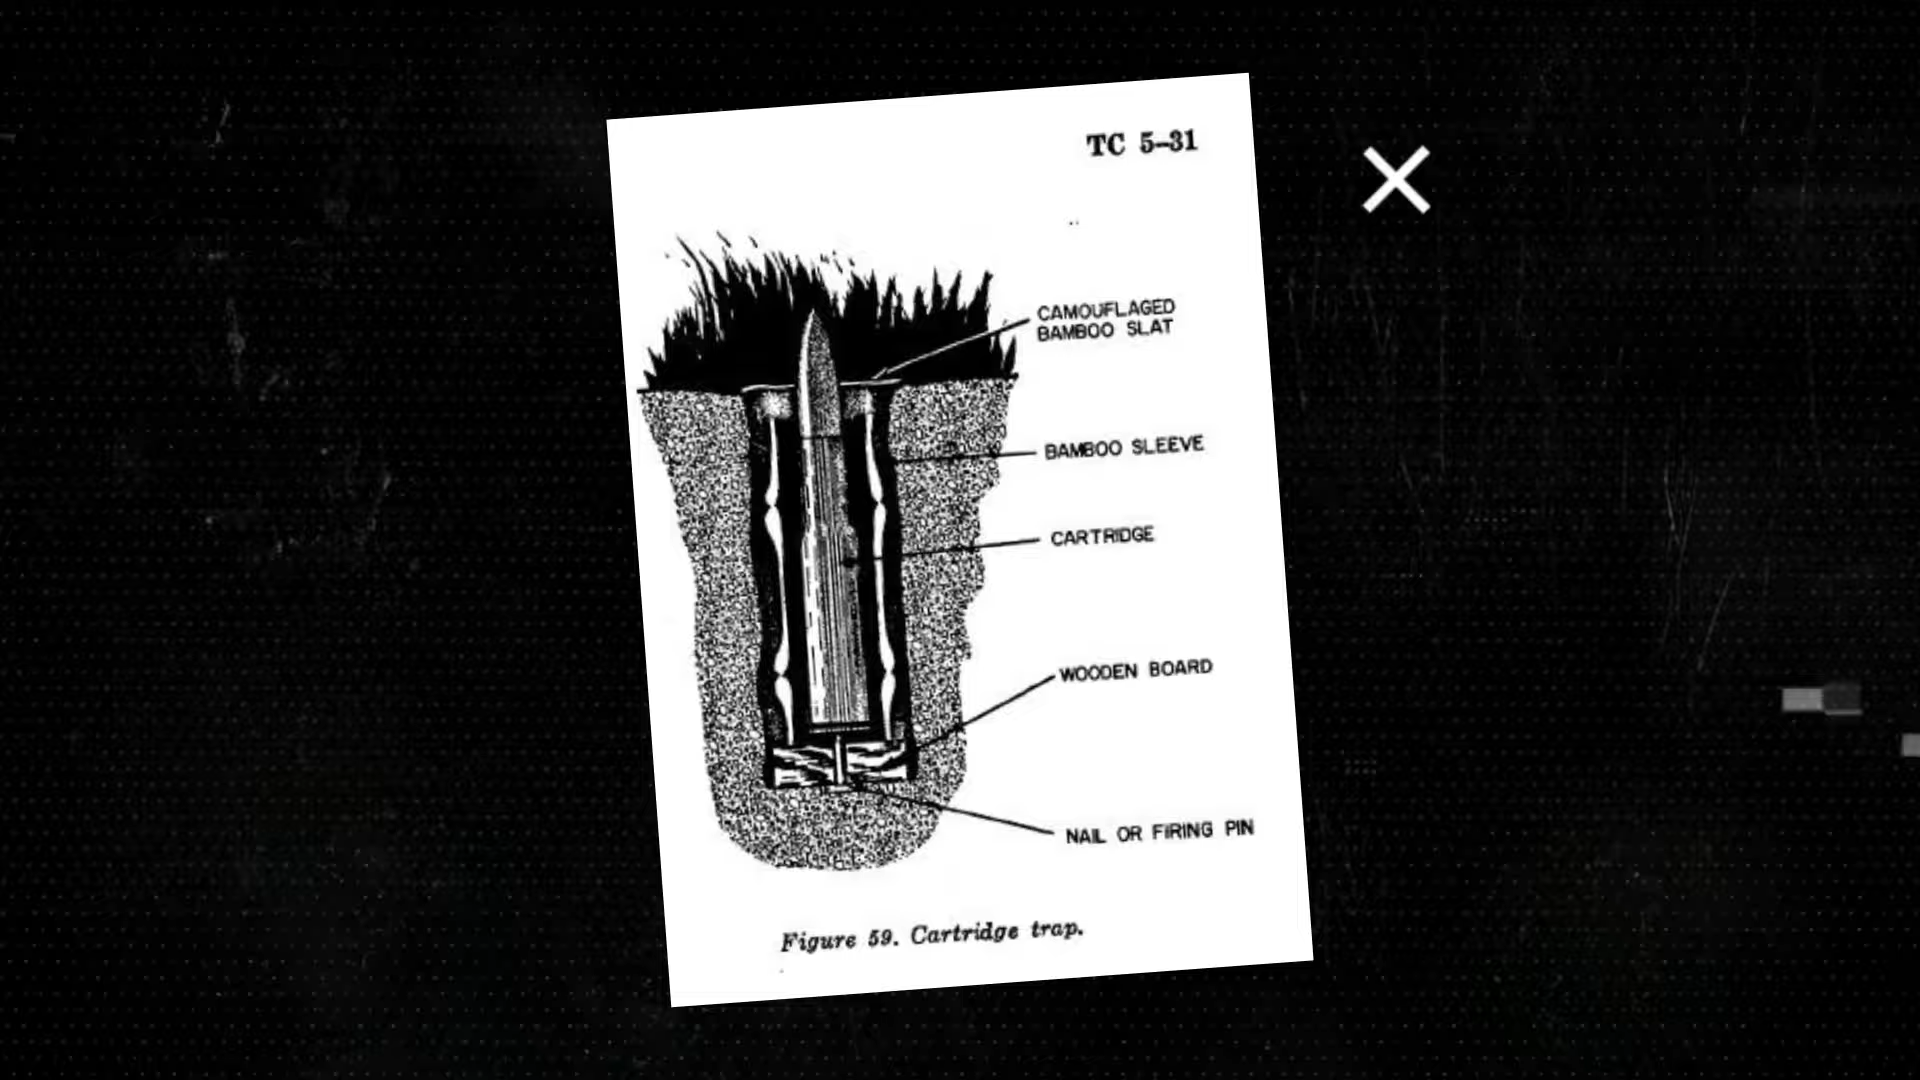 TC 5-31
CAMOUFLAGED
BAMBOO SLAT
BAMBOO SLEEVE
CARTRIDGE
WOODEN BOARD
NAIL OR FIRING PIN
Figure 59. Cartridge trap.